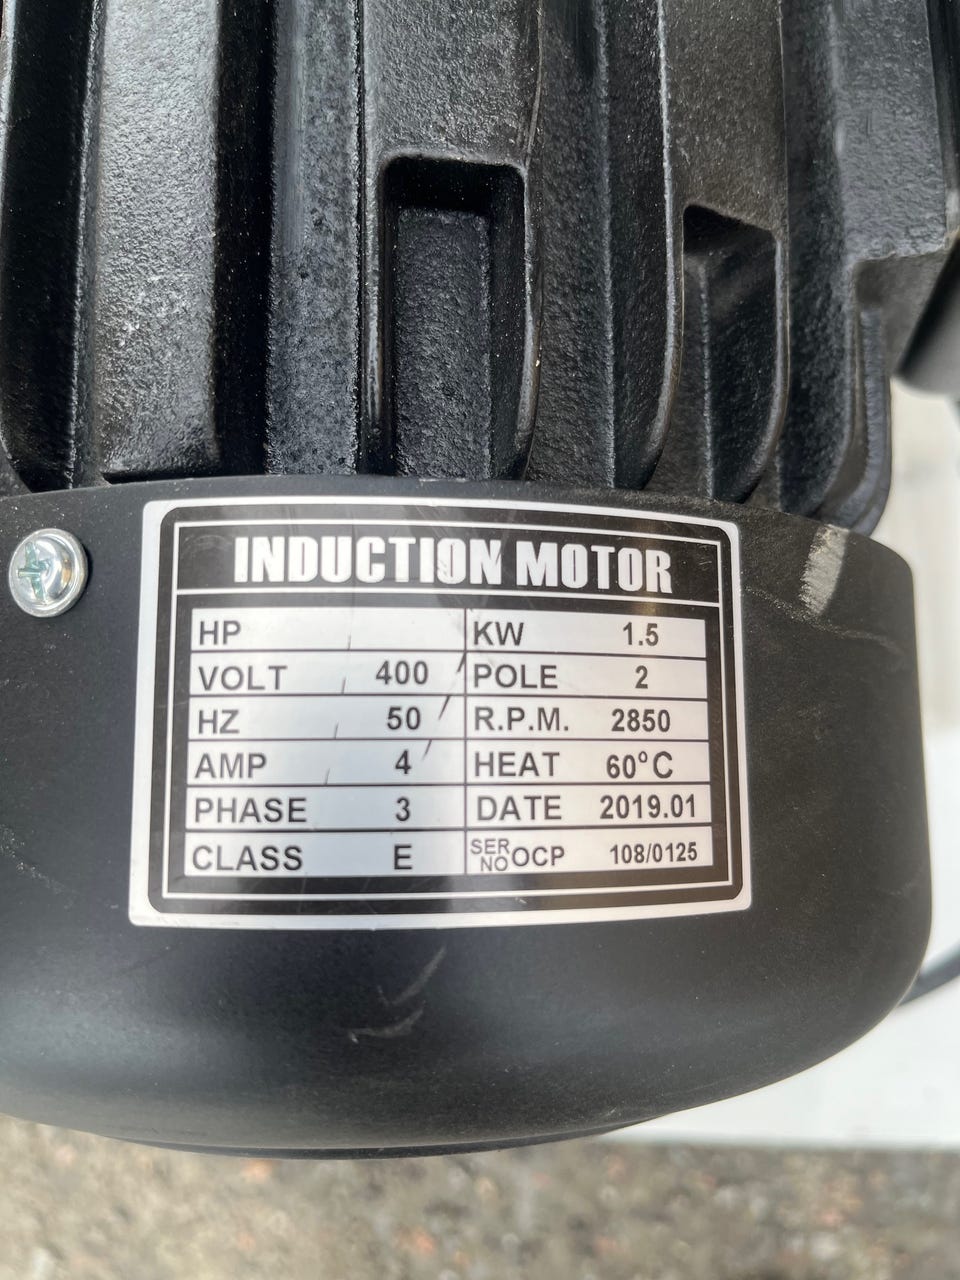 INDUCTION MOTOR
HP KW 1.5
VOLT 400 POLE 2
HZ 50 R.P.M. 2850
AMP 4 HEAT 60°C
PHASE 3 DATE 2019.01
CLASS E SER NO OCP 108/0125